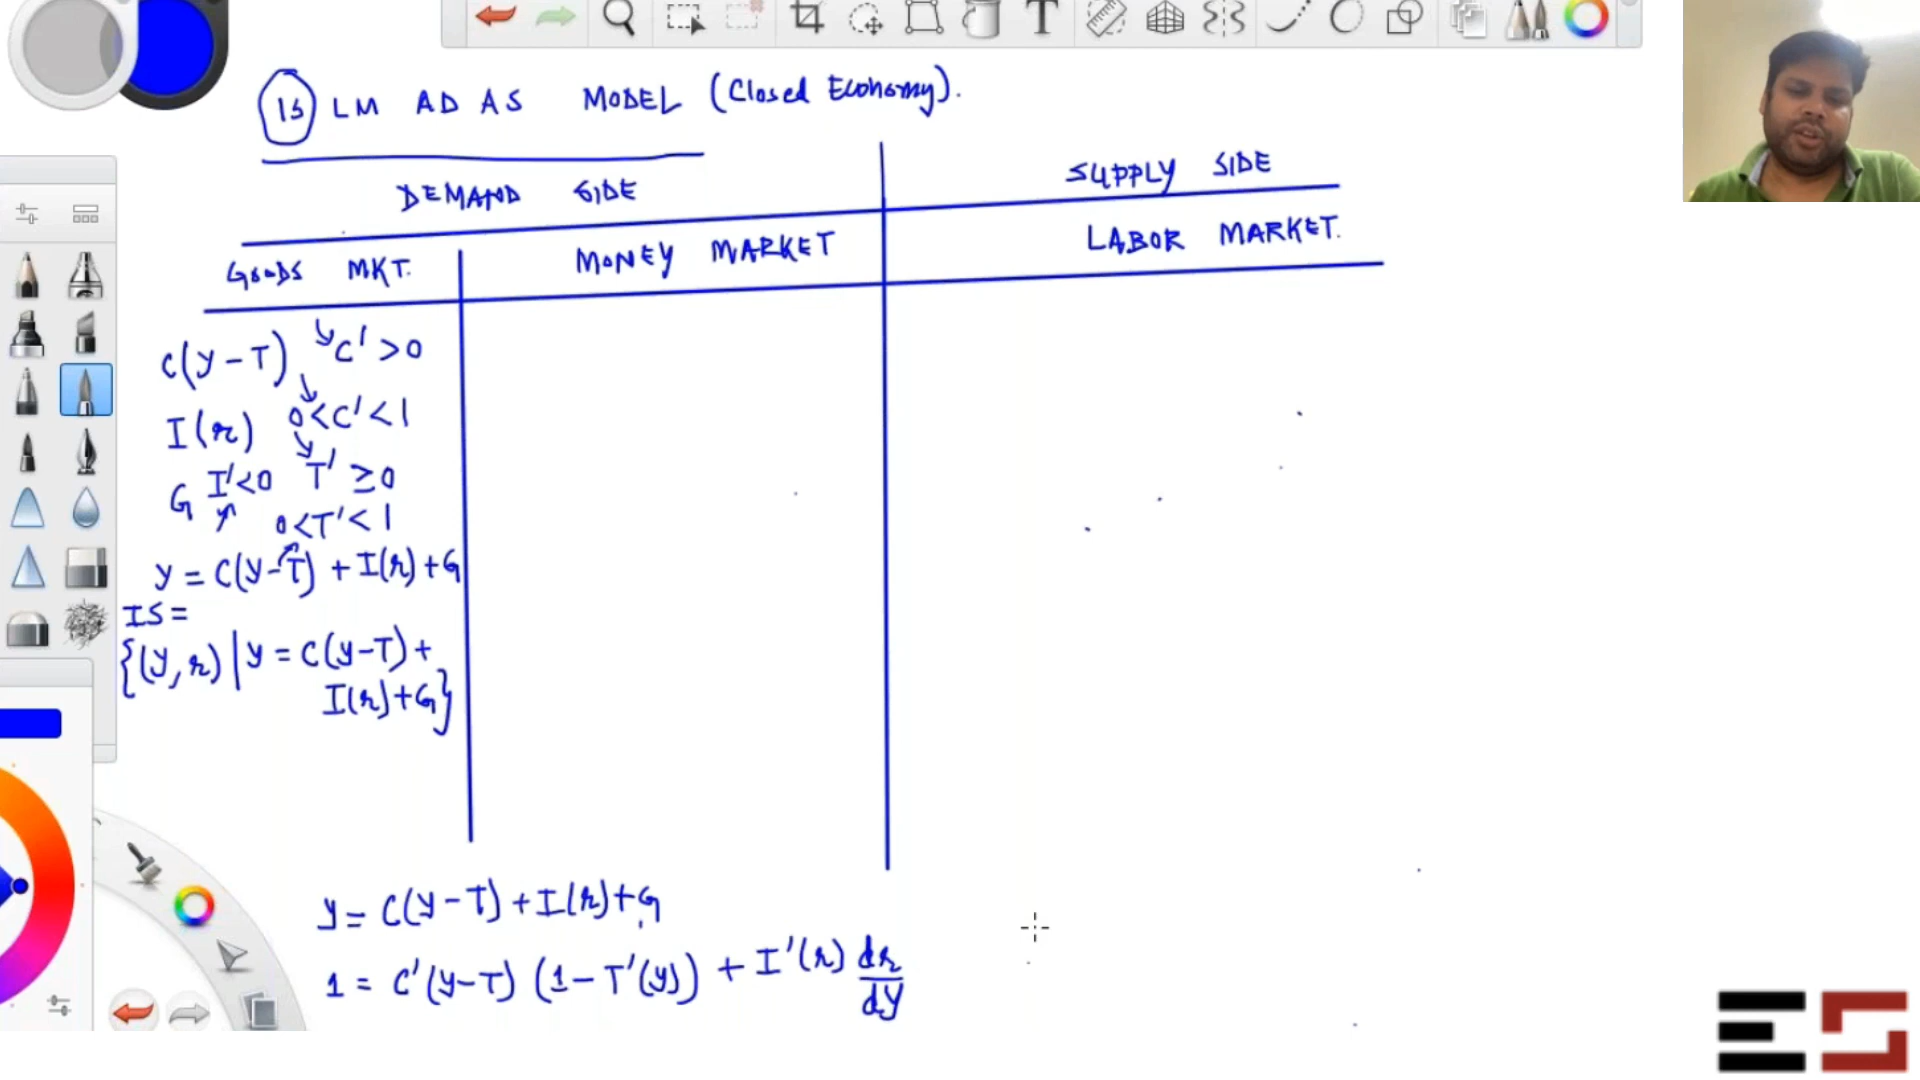 IS LM AD AS MODEL (Closed Economy).
DEMAND SIDE
SUPPLY SIDE
GOODS MKT.
MONEY MARKET
LABOR MARKET.
C(Y-T) C' > 0
I(r) 0 < C' < 1
G I' < 0 T' ≥ 0
0 < T' < 1
Y = C(Y-T) + I(r) + G
IS =
{(Y, r) | Y = C(Y-T) +
I(r) + G}
Y = C(Y-T) + I(r) + G
1 = C'(Y-T) (1 - T'(Y)) + I'(r) dr/dY
ES